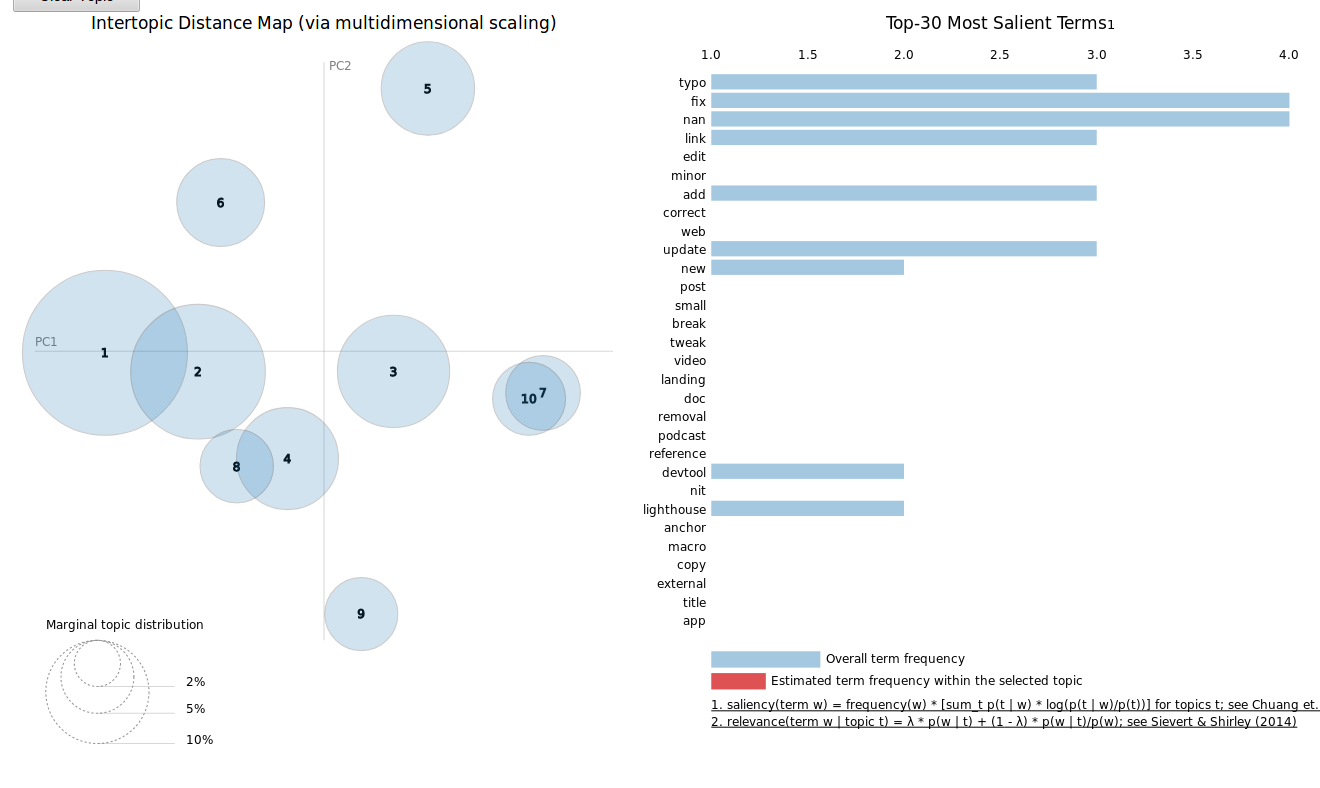 Clear Topic
Intertopic Distance Map (via multidimensional scaling)
PC2
5
6
PC1
1
2
3
10
7
8
4
9
Marginal topic distribution
2%
5%
10%
Top-30 Most Salient Terms1
1.0 1.5 2.0 2.5 3.0 3.5 4.0
typo
fix
nan
link
edit
minor
add
correct
web
update
new
post
small
break
tweak
video
landing
doc
removal
podcast
reference
devtool
nit
lighthouse
anchor
macro
copy
external
title
app
Overall term frequency
Estimated term frequency within the selected topic
1. saliency(term w) = frequency(w) * [sum_t p(t | w) * log(p(t | w)/p(t))] for topics t; see Chuang et.
2. relevance(term w | topic t) = λ * p(w | t) + (1 - λ) * p(w | t)/p(w); see Sievert & Shirley (2014)